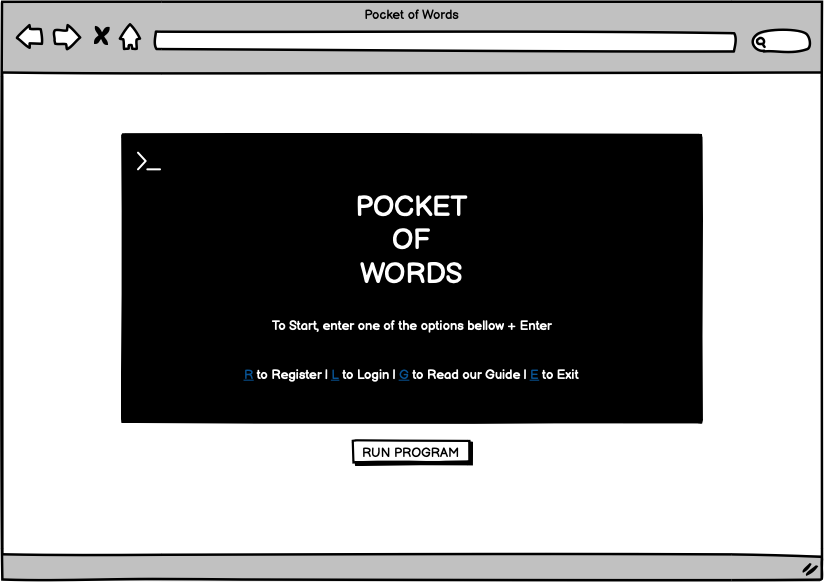 Pocket of Words
>_
POCKET
OF
WORDS
To Start, enter one of the options bellow + Enter
R to Register | L to Login | G to Read our Guide | E to Exit
RUN PROGRAM